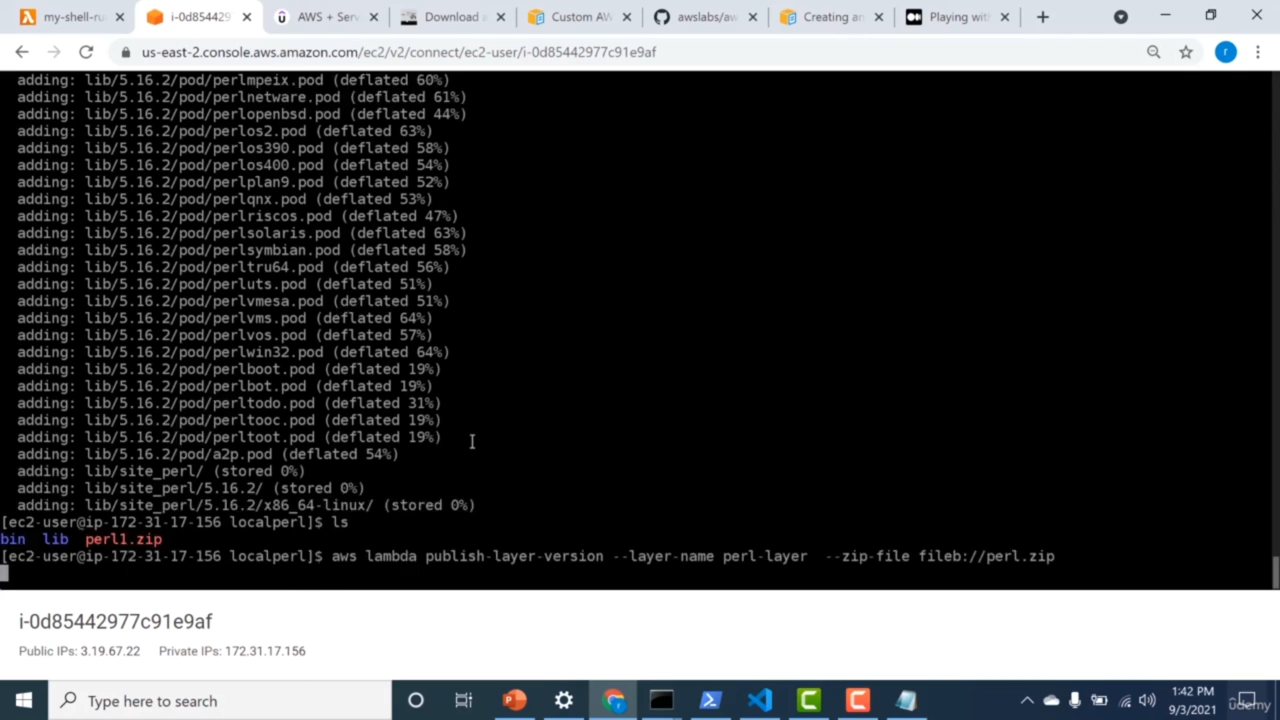 my-shell-ru
i-0d854429
AWS + Serv
Download a
Custom AW
awslabs/aw
Creating an
Playing wit
us-east-2.console.aws.amazon.com/ec2/v2/connect/ec2-user/i-0d85442977c91e9af
r
adding: lib/5.16.2/pod/perlmpeix.pod (deflated 60%)
adding: lib/5.16.2/pod/perlnetware.pod (deflated 61%)
adding: lib/5.16.2/pod/perlopenbsd.pod (deflated 44%)
adding: lib/5.16.2/pod/perlos2.pod (deflated 63%)
adding: lib/5.16.2/pod/perlos390.pod (deflated 58%)
adding: lib/5.16.2/pod/perlos400.pod (deflated 54%)
adding: lib/5.16.2/pod/perlplan9.pod (deflated 52%)
adding: lib/5.16.2/pod/perlqnx.pod (deflated 53%)
adding: lib/5.16.2/pod/perlriscos.pod (deflated 47%)
adding: lib/5.16.2/pod/perlsolaris.pod (deflated 63%)
adding: lib/5.16.2/pod/perlsymbian.pod (deflated 58%)
adding: lib/5.16.2/pod/perltru64.pod (deflated 56%)
adding: lib/5.16.2/pod/perluts.pod (deflated 51%)
adding: lib/5.16.2/pod/perlvmesa.pod (deflated 51%)
adding: lib/5.16.2/pod/perlvms.pod (deflated 64%)
adding: lib/5.16.2/pod/perlvos.pod (deflated 57%)
adding: lib/5.16.2/pod/perlwin32.pod (deflated 64%)
adding: lib/5.16.2/pod/perlboot.pod (deflated 19%)
adding: lib/5.16.2/pod/perlbot.pod (deflated 19%)
adding: lib/5.16.2/pod/perltodo.pod (deflated 31%)
adding: lib/5.16.2/pod/perltooc.pod (deflated 19%)
adding: lib/5.16.2/pod/perltoot.pod (deflated 19%)
adding: lib/5.16.2/pod/a2p.pod (deflated 54%)
adding: lib/site_perl/ (stored 0%)
adding: lib/site_perl/5.16.2/ (stored 0%)
adding: lib/site_perl/5.16.2/x86_64-linux/ (stored 0%)
[ec2-user@ip-172-31-17-156 localperl]$ ls
bin lib perl1.zip
[ec2-user@ip-172-31-17-156 localperl]$ aws lambda publish-layer-version --layer-name perl-layer  --zip-file fileb://perl.zip
i-0d85442977c91e9af
Public IPs: 3.19.67.22 Private IPs: 172.31.17.156
Type here to search
1:42 PM
9/3/2021
ûdemy